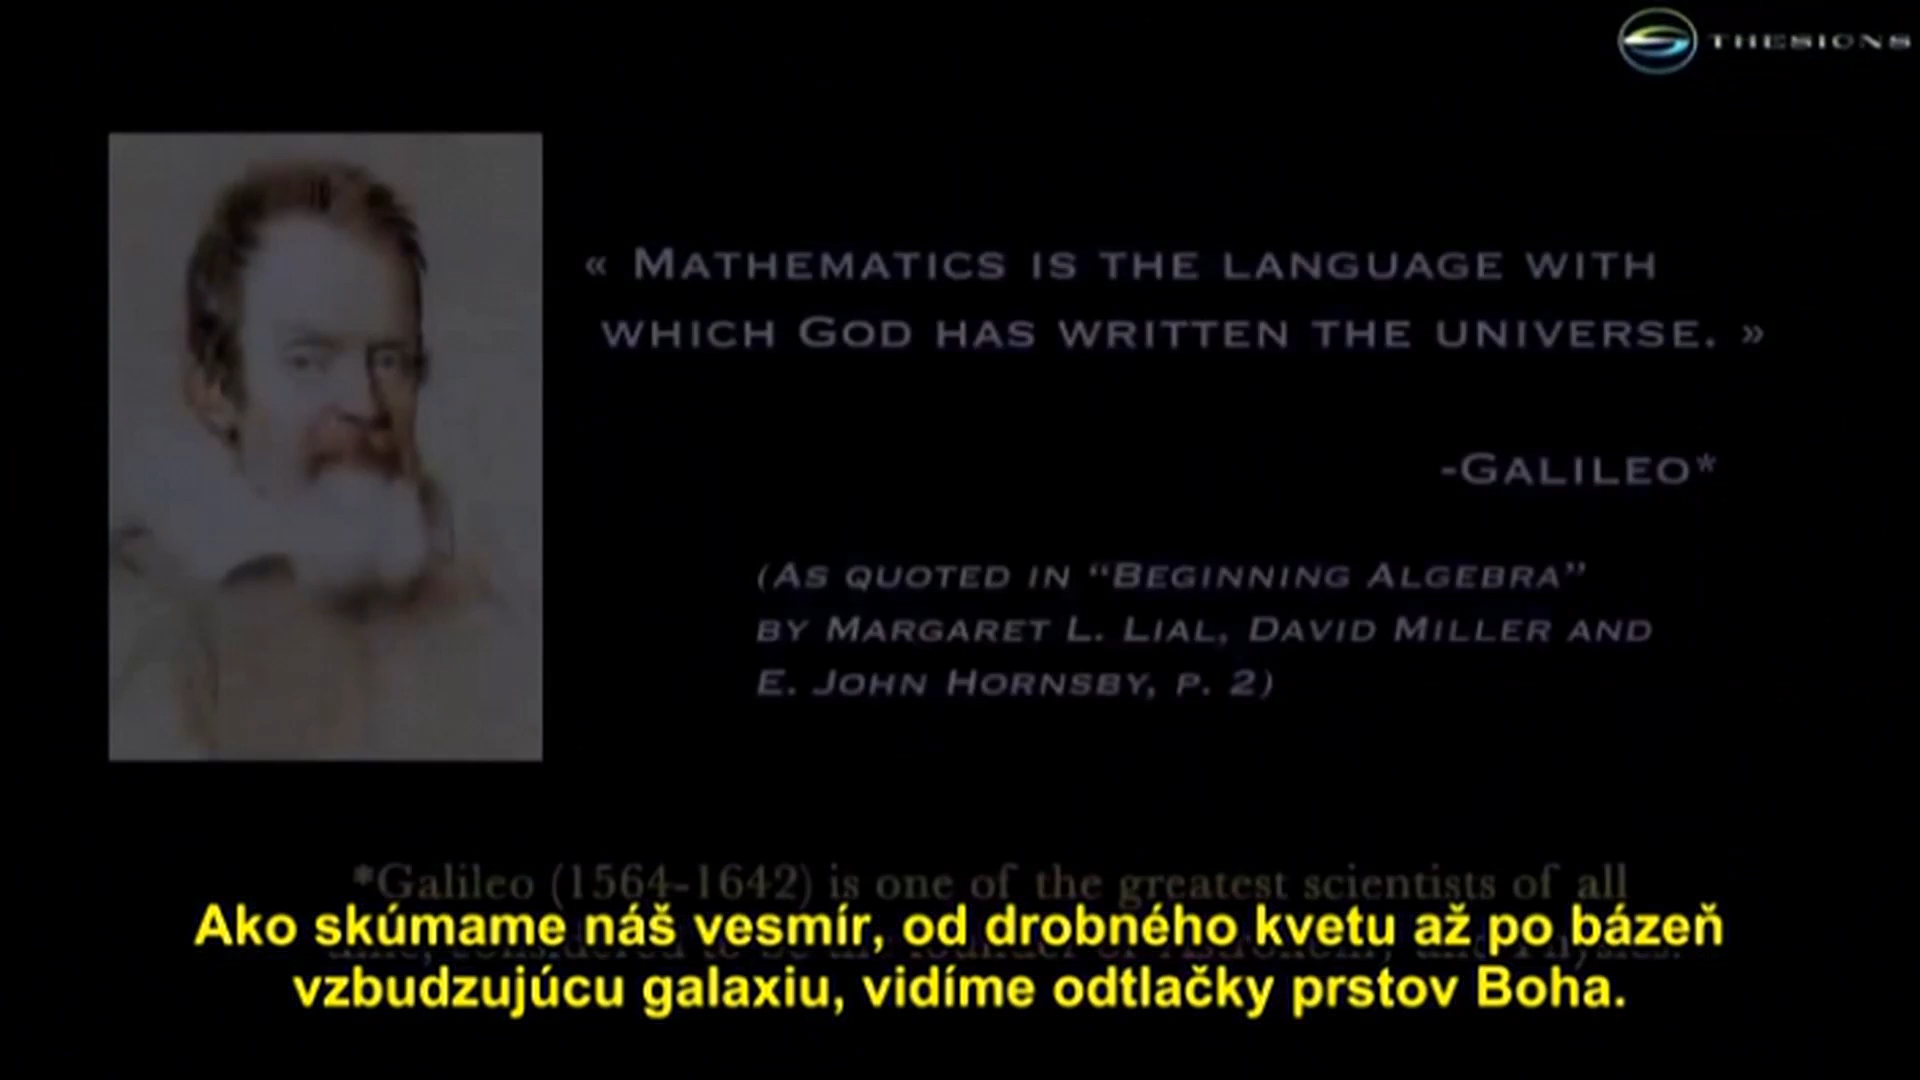 THESIGNS
« MATHEMATICS IS THE LANGUAGE WITH
WHICH GOD HAS WRITTEN THE UNIVERSE. »
-GALILEO*
(AS QUOTED IN “BEGINNING ALGEBRA”
BY MARGARET L. LIAL, DAVID MILLER AND
E. JOHN HORNSBY, P. 2)
*Galileo (1564-1642) is one of the greatest scientists of all
Ako skúmame náš vesmír, od drobného kvetu až po bázeň
vzbudzujúcu galaxiu, vidíme odtlačky prstov Boha.